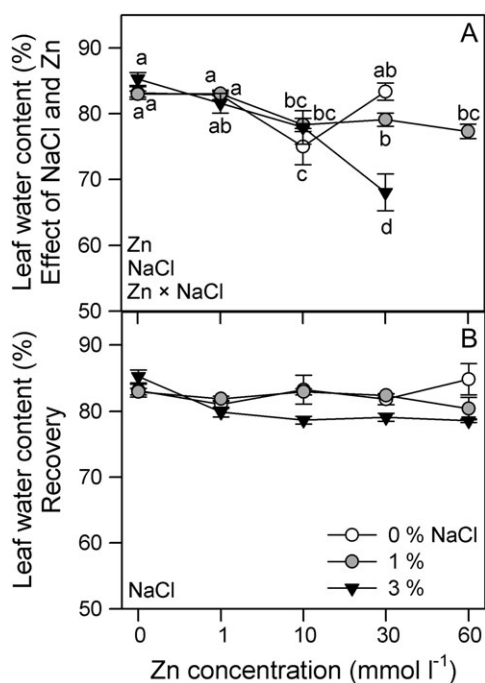 A
Leaf water content (%)
Effect of NaCl and Zn
90
80
70
60
50
a
a
a
a
a
ab
bc
bc
c
ab
b
d
bc
Zn
NaCl
Zn × NaCl
B
Leaf water content (%)
Recovery
90
80
70
60
50
0 % NaCl
1 %
3 %
NaCl
0 1 10 30 60
Zn concentration (mmol l⁻¹)